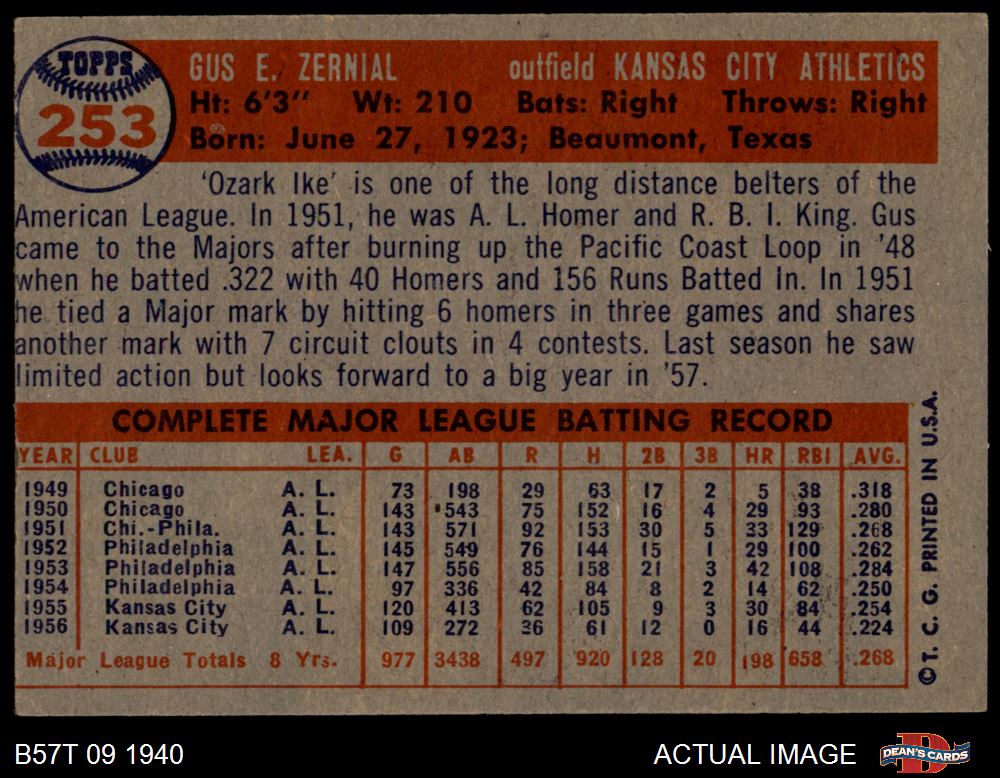 TOPPS
253
GUS E. ZERNIAL outfield KANSAS CITY ATHLETICS
Ht: 6'3" Wt: 210 Bats: Right Throws: Right
Born: June 27, 1923; Beaumont, Texas
'Ozark Ike' is one of the long distance belters of the
American League. In 1951, he was A. L. Homer and R. B. I. King. Gus
came to the Majors after burning up the Pacific Coast Loop in '48
when he batted .322 with 40 Homers and 156 Runs Batted In. In 1951
he tied a Major mark by hitting 6 homers in three games and shares
another mark with 7 circuit clouts in 4 contests. Last season he saw
limited action but looks forward to a big year in '57.
COMPLETE MAJOR LEAGUE BATTING RECORD
YEAR CLUB LEA. G AB R H 2B 3B HR RBI AVG.
1949 Chicago A. L. 73 198 29 63 17 2 5 38 .318
1950 Chicago A. L. 143 543 75 152 16 4 29 93 .280
1951 Chi.-Phila. A. L. 143 571 92 153 30 5 33 129 .268
1952 Philadelphia A. L. 145 549 76 144 15 1 29 100 .262
1953 Philadelphia A. L. 147 556 85 158 21 3 42 108 .284
1954 Philadelphia A. L. 97 336 42 84 8 2 14 62 .250
1955 Kansas City A. L. 120 413 62 105 9 3 30 84 .254
1956 Kansas City A. L. 109 272 36 61 12 0 16 44 .224
Major League Totals 8 Yrs. 977 3438 497 920 128 20 198 658 .268
©T. C. G. PRINTED IN U.S.A.
B57T 09 1940 ACTUAL IMAGE
D
DEAN'S CARDS